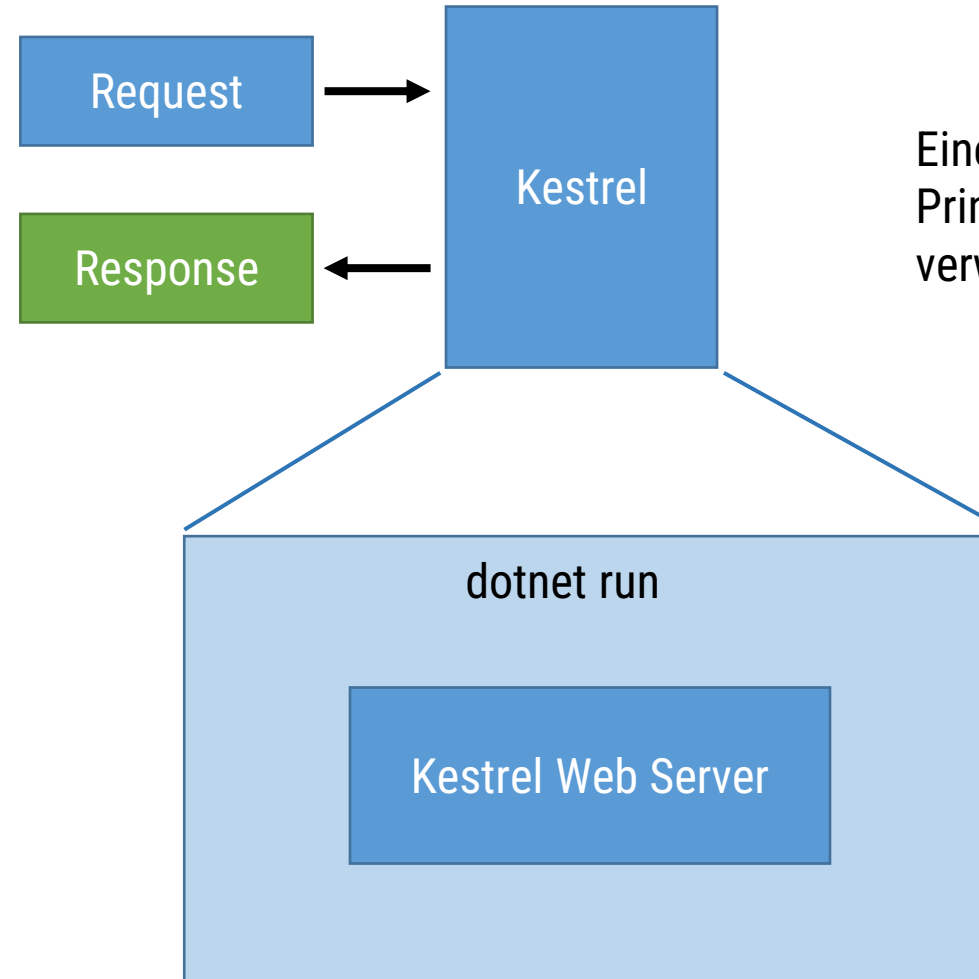 Request
Kestrel
Response
dotnet run
Kestrel Web Server